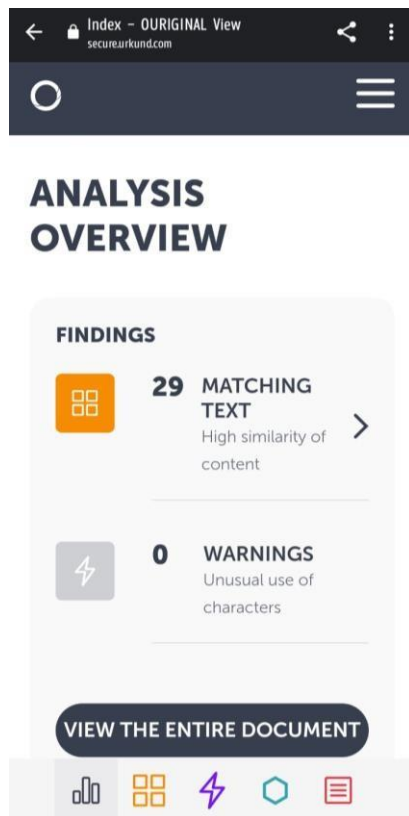 Index – OURIGINAL View
secure.urkund.com
ANALYSIS
OVERVIEW
FINDINGS
29 MATCHING
TEXT
High similarity of
content
0 WARNINGS
Unusual use of
characters
VIEW THE ENTIRE DOCUMENT